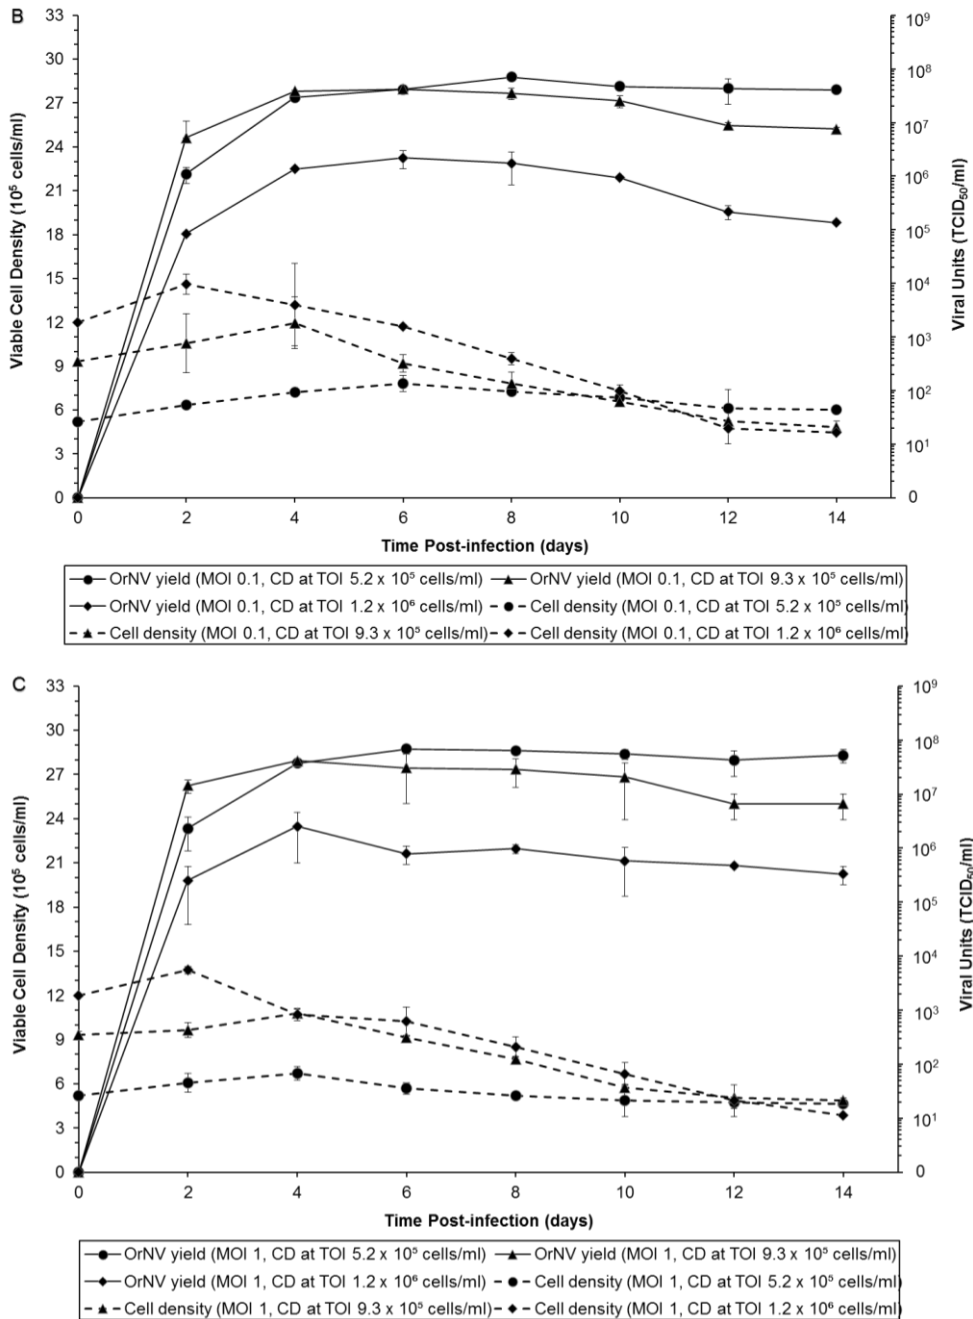 B
33
30
27
24
21
18
15
12
9
6
3
0
Viable Cell Density (10⁵ cells/ml)
10⁹
10⁸
10⁷
10⁶
10⁵
10⁴
10³
10²
10¹
0
Viral Units (TCID₅₀/ml)
0 2 4 6 8 10 12 14
Time Post-infection (days)
OrNV yield (MOI 0.1, CD at TOI 5.2 x 10⁵ cells/ml) OrNV yield (MOI 0.1, CD at TOI 9.3 x 10⁵ cells/ml)
OrNV yield (MOI 0.1, CD at TOI 1.2 x 10⁶ cells/ml) Cell density (MOI 0.1, CD at TOI 5.2 x 10⁵ cells/ml)
Cell density (MOI 0.1, CD at TOI 9.3 x 10⁵ cells/ml) Cell density (MOI 0.1, CD at TOI 1.2 x 10⁶ cells/ml)
C
33
30
27
24
21
18
15
12
9
6
3
0
Viable Cell Density (10⁵ cells/ml)
10⁹
10⁸
10⁷
10⁶
10⁵
10⁴
10³
10²
10¹
0
Viral Units (TCID₅₀/ml)
0 2 4 6 8 10 12 14
Time Post-infection (days)
OrNV yield (MOI 1, CD at TOI 5.2 x 10⁵ cells/ml) OrNV yield (MOI 1, CD at TOI 9.3 x 10⁵ cells/ml)
OrNV yield (MOI 1, CD at TOI 1.2 x 10⁶ cells/ml) Cell density (MOI 1, CD at TOI 5.2 x 10⁵ cells/ml)
Cell density (MOI 1, CD at TOI 9.3 x 10⁵ cells/ml) Cell density (MOI 1, CD at TOI 1.2 x 10⁶ cells/ml)